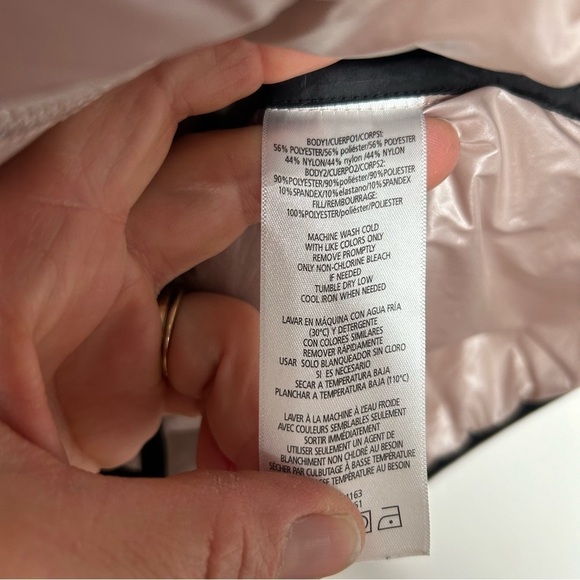 BODY1/CUERPO1/CORPS1:
56% POLYESTER/56% poliéster/56% POLYESTER
44% NYLON/44% nylon /44% NYLON
BODY2/CUERPO2/CORPS2:
90%POLYESTER/90%poliéster/90%POLYESTER
10%SPANDEX/10%elastano/10%SPANDEX
FILL/REMBOURRAGE:
100%POLYESTER/poliéster/POLIESTER
MACHINE WASH COLD
WITH LIKE COLORS ONLY
REMOVE PROMPTLY
ONLY NON-CHLORINE BLEACH
IF NEEDED
TUMBLE DRY LOW
COOL IRON WHEN NEEDED
LAVAR EN MÁQUINA CON AGUA FRÍA
(30°C) Y DETERGENTE
CON COLORES SIMILARES
REMOVER RÁPIDAMENTE
USAR SOLO BLANQUEADOR SIN CLORO
SI ES NECESARIO
SECAR A TEMPERATURA BAJA
PLANCHAR A TEMPERATURA BAJA (110°C)
LAVER À LA MACHINE À L'EAU FROIDE
AVEC COULEURS SEMBLABLES SEULEMENT
SORTIR IMMÉDIATEMENT
UTILISER SEULEMENT UN AGENT DE
BLANCHIMENT NON CHLORE AU BESOIN
SÉCHER PAR CULBUTAGE À BASSE TEMPÉRATURE
TEMPÉRATURE AU BESOIN